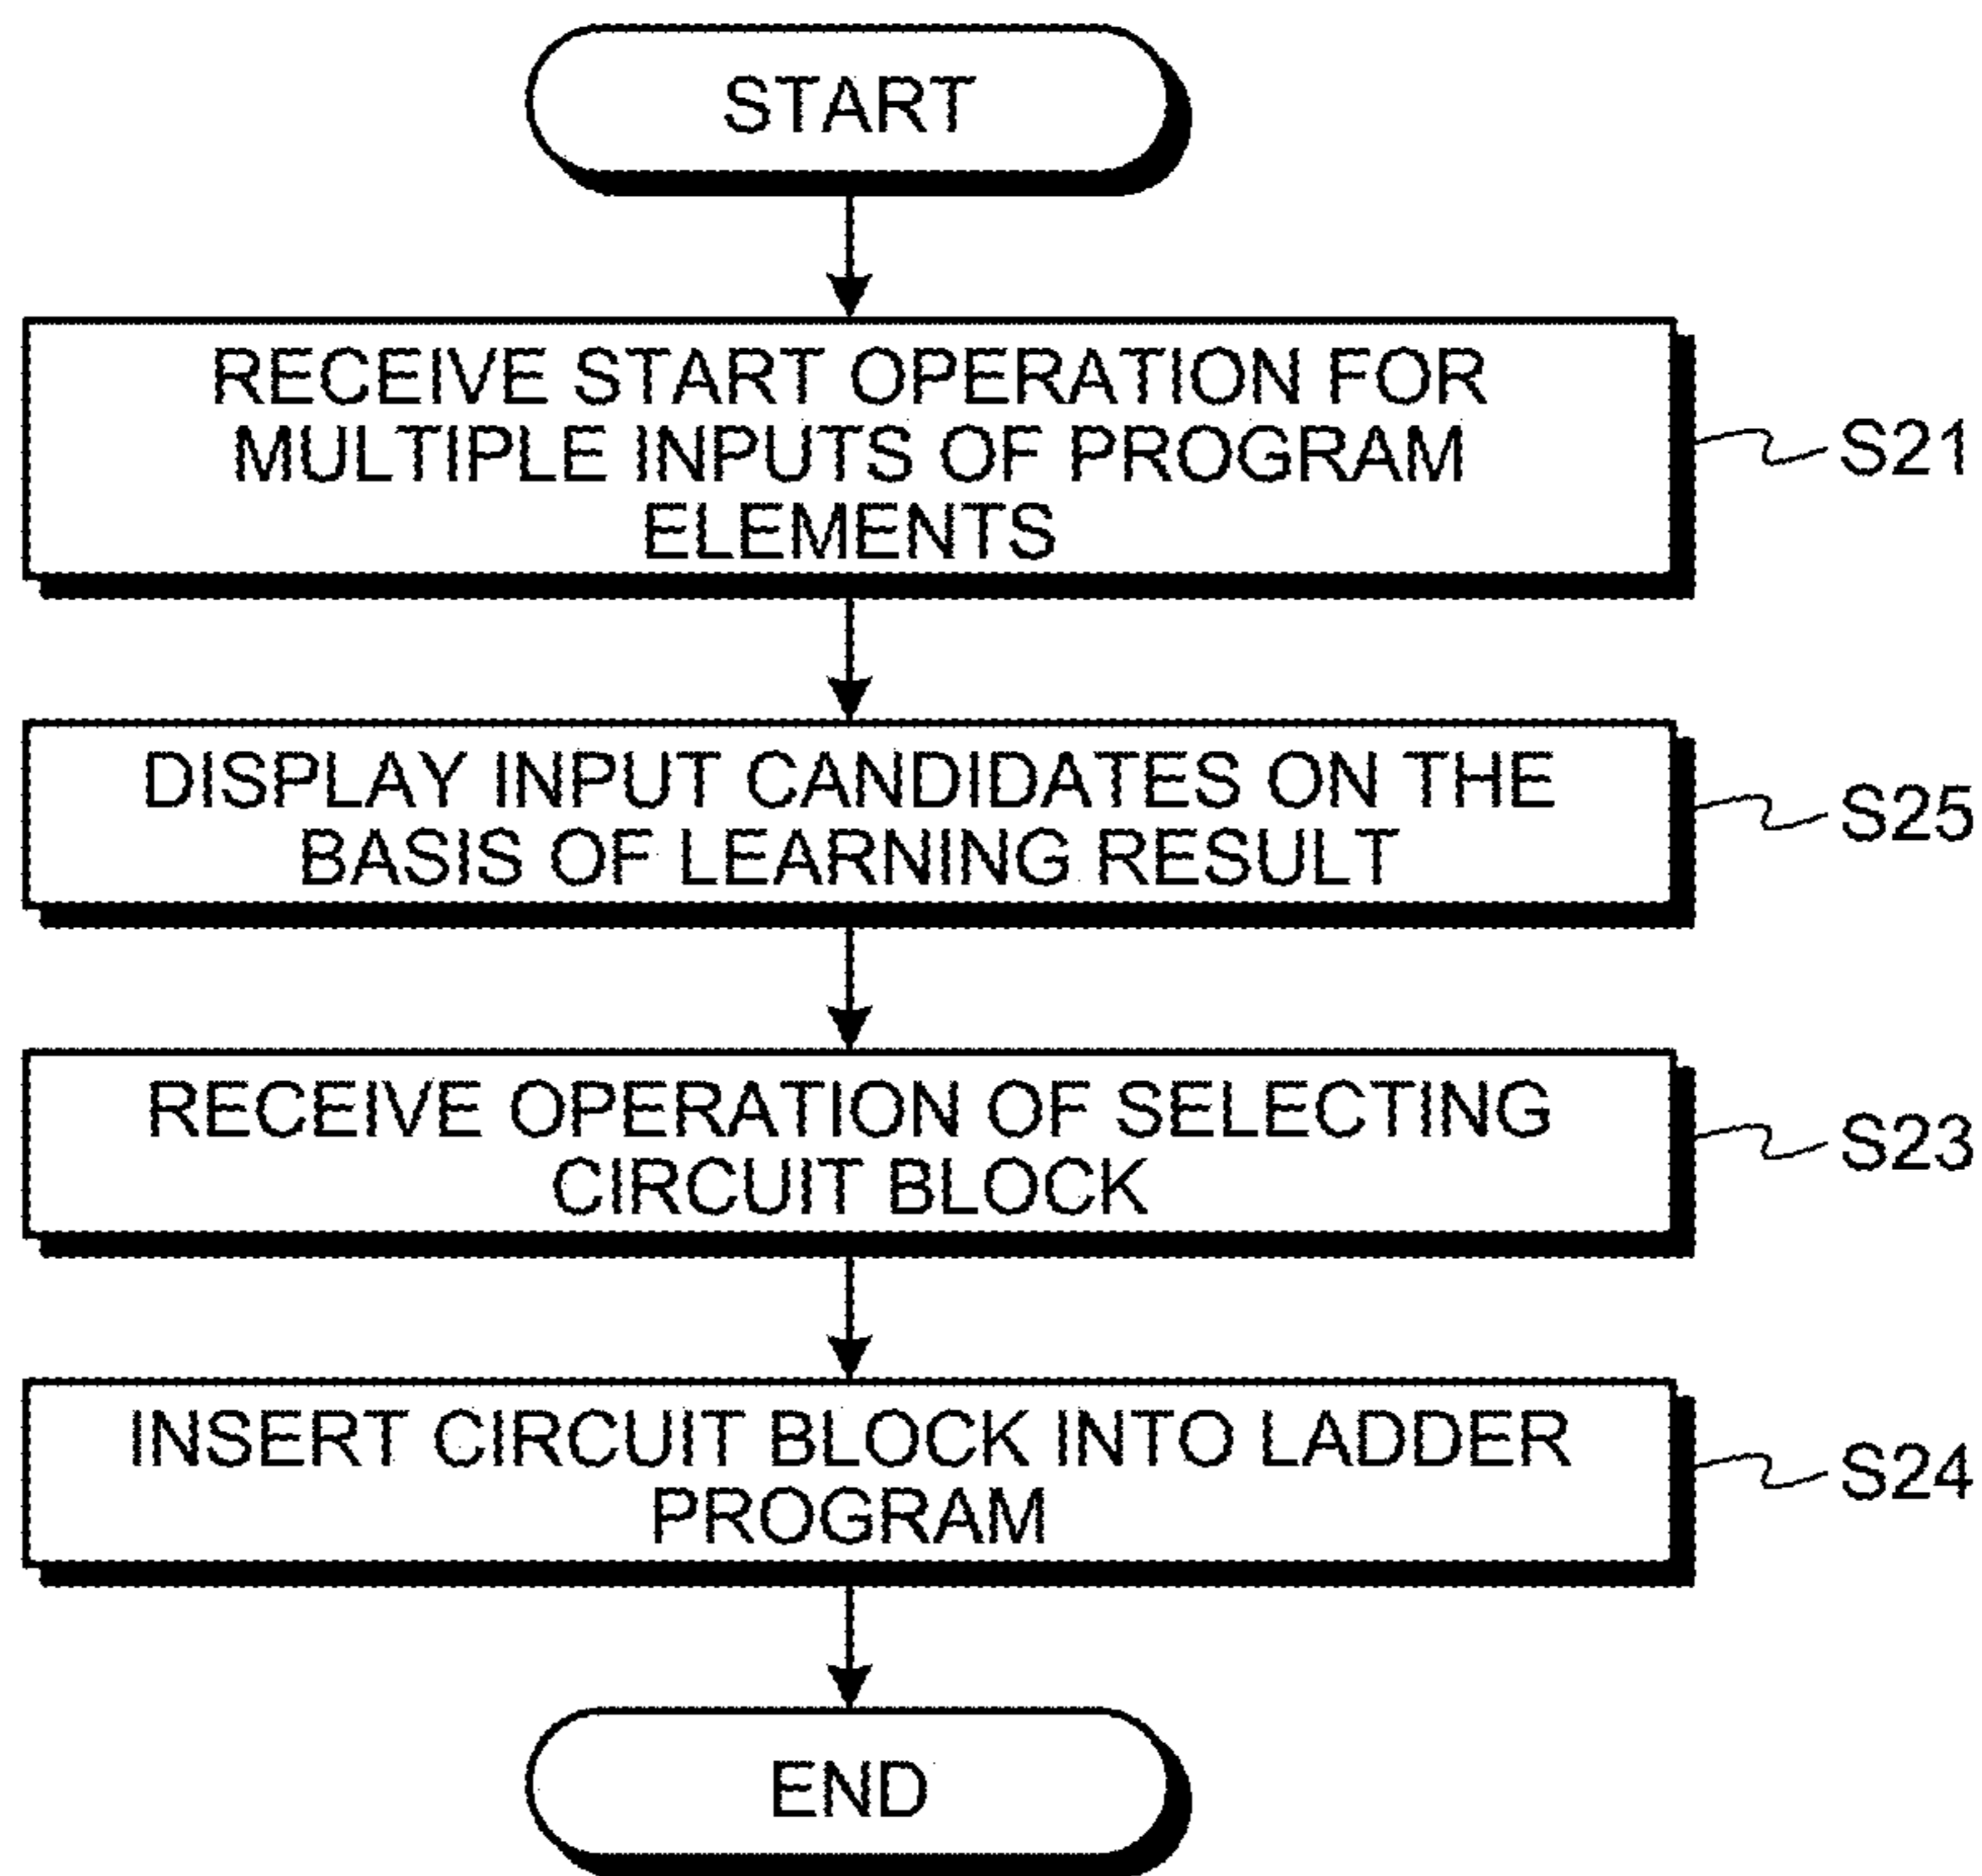 START
RECEIVE START OPERATION FOR
MULTIPLE INPUTS OF PROGRAM
ELEMENTS
S21
DISPLAY INPUT CANDIDATES ON THE
BASIS OF LEARNING RESULT
S25
RECEIVE OPERATION OF SELECTING
CIRCUIT BLOCK
S23
INSERT CIRCUIT BLOCK INTO LADDER
PROGRAM
S24
END